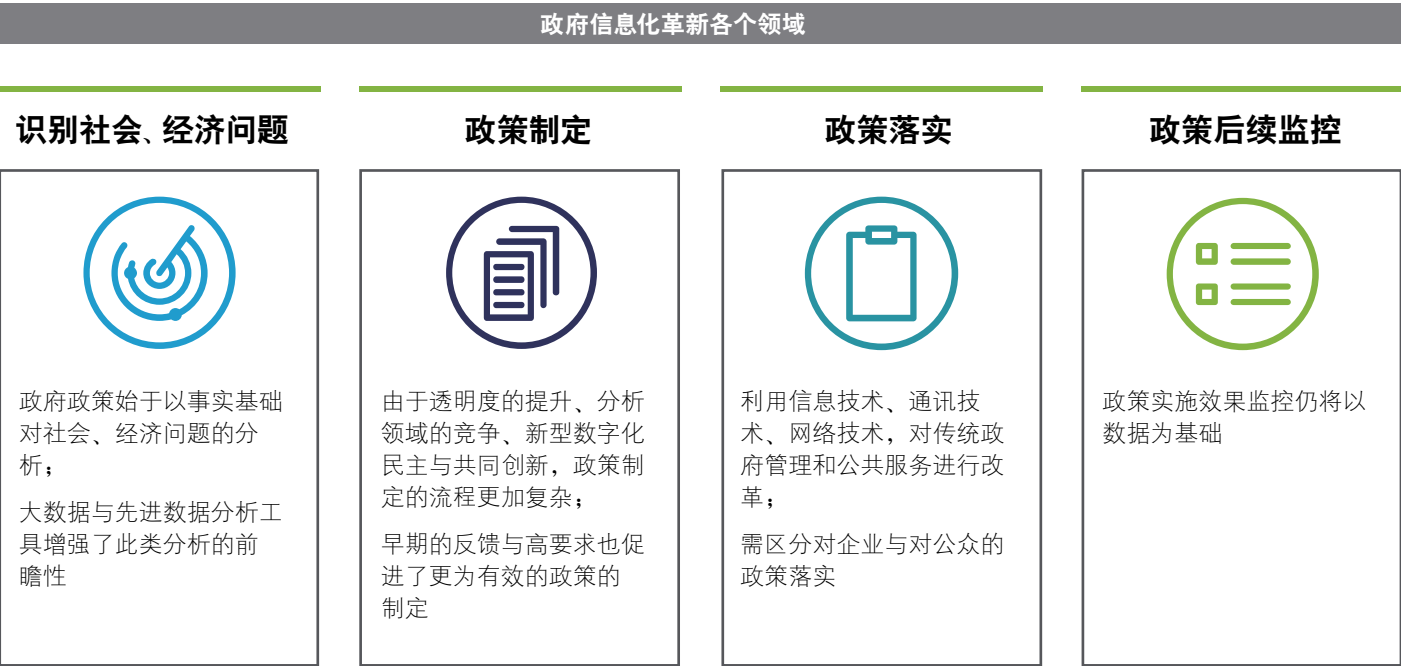 政府信息化革新各个领域
识别社会、经济问题
政府政策始于以事实基础
对社会、经济问题的分
析；
大数据与先进数据分析工
具增强了此类分析的前
瞻性
政策制定
由于透明度的提升、分析
领域的竞争、新型数字化
民主与共同创新，政策制
定的流程更加复杂；
早期的反馈与高要求也促
进了更为有效的政策的
制定
政策落实
利用信息技术、通讯技
术、网络技术，对传统政
府管理和公共服务进行改
革；
需区分对企业与对公众的
政策落实
政策后续监控
政策实施效果监控仍将以
数据为基础